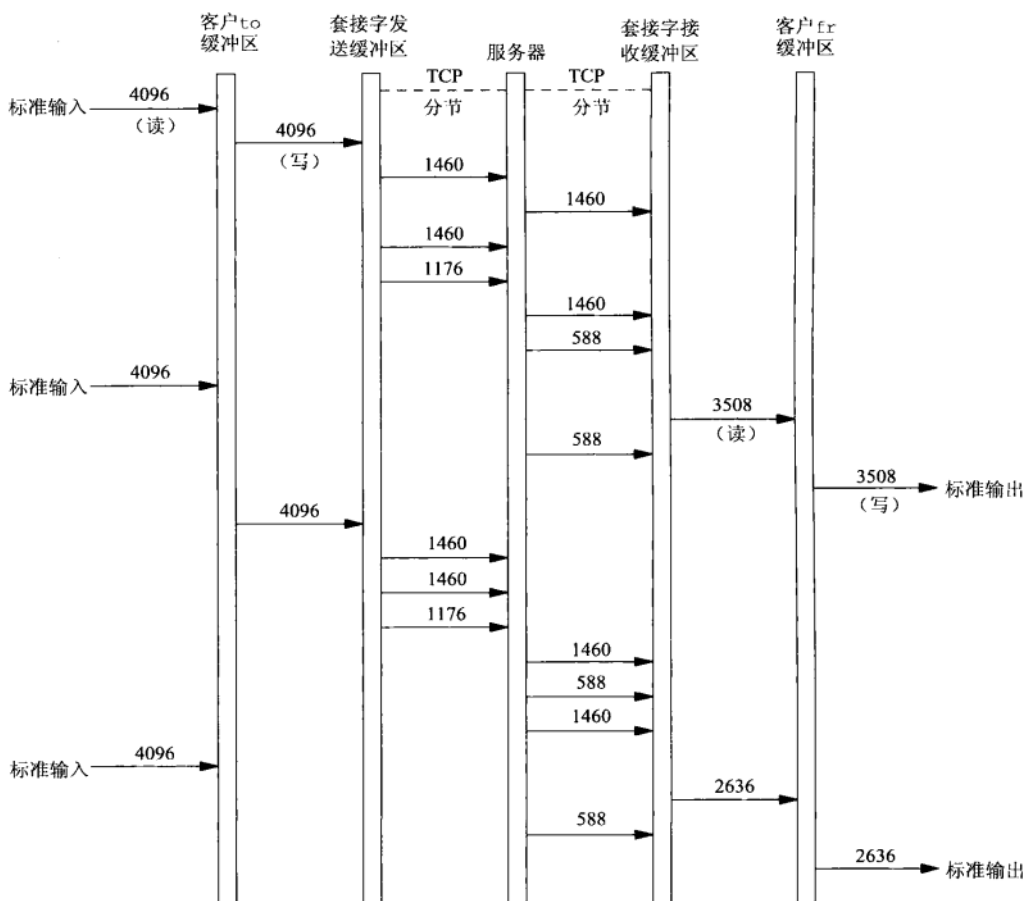 客户to
缓冲区
套接字发
送缓冲区
服务器
套接字接
收缓冲区
客户fr
缓冲区
TCP
分节
TCP
分节
标准输入
4096
(读)
4096
(写)
1460
1460
1460
1176
1460
588
标准输入
4096
3508
(读)
588
3508
(写)
标准输出
4096
1460
1460
1176
1460
588
1460
标准输入
4096
2636
588
2636
标准输出